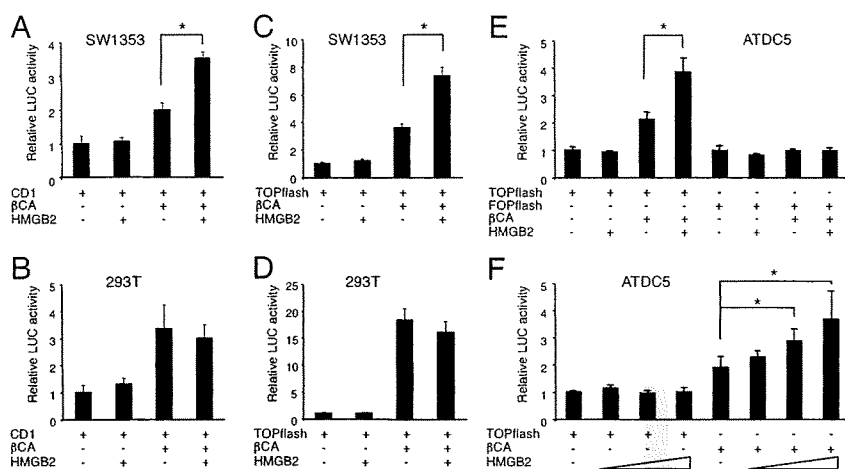 A
SW1353
*
Relative LUC activity
4
3
2
1
0
CD1 + + + +
βCA - - + +
HMGB2 - + - +
C
SW1353
*
Relative LUC activity
10
8
6
4
2
0
TOPflash + + + +
βCA - - + +
HMGB2 - + - +
E
ATDC5
*
Relative LUC activity
5
4
3
2
1
0
TOPflash + + + + - - - -
FOPflash - - - - + + + +
βCA - - + + - - + +
HMGB2 - + - + - + - +
B
293T
Relative LUC activity
5
4
3
2
1
0
CD1 + + + +
βCA - - + +
HMGB2 - + - +
D
293T
Relative LUC activity
25
20
15
10
5
0
TOPflash + + + +
βCA - - + +
HMGB2 - + - +
F
ATDC5
*
*
Relative LUC activity
5
4
3
2
1
0
TOPflash + + + + - - - -
βCA - - - - + + + +
HMGB2 - -